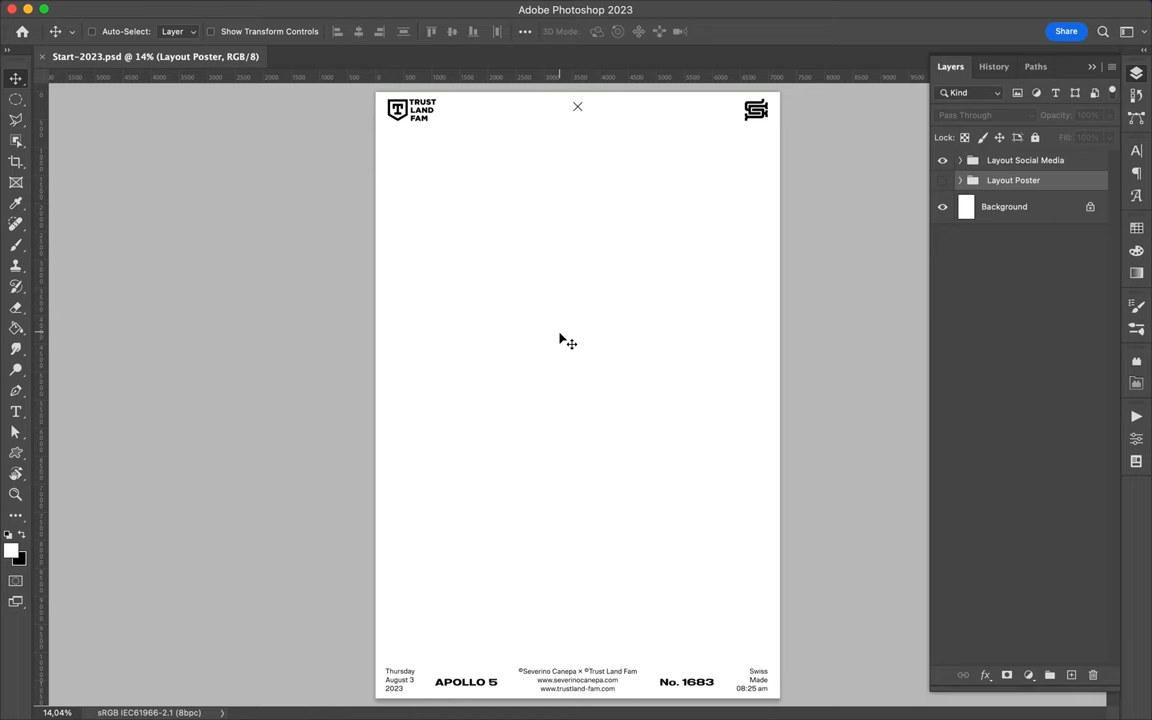 Adobe Photoshop 2023
Auto-Select:
Layer
Show Transform Controls
3D Mode:
Share
Start-2023.psd @ 14% (Layout Poster, RGB/8)
Layers
History
Paths
Kind
Pass Through
Opacity:
100%
Lock:
Fill:
100%
Layout Social Media
Layout Poster
Background
TRUST
LAND
FAM
Thursday
August 3
2023
APOLLO 5
©Severino Canepa × ©Trust Land Fam
www.severinocanepa.com
www.trustland-fam.com
No. 1683
Swiss
Made
08:25 am
14,04%
sRGB IEC61966-2.1 (8bpc)